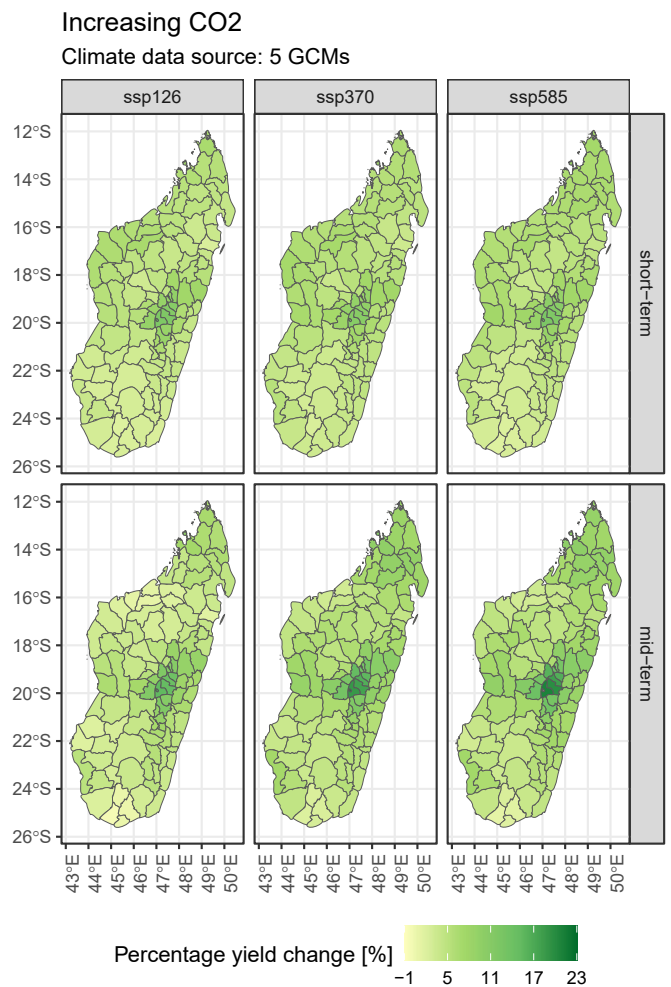 Increasing CO2
Climate data source: 5 GCMs
ssp126 ssp370 ssp585
12°S
14°S
16°S
18°S
20°S
22°S
24°S
26°S
short−term
12°S
14°S
16°S
18°S
20°S
22°S
24°S
26°S
mid−term
43°E 44°E 45°E 46°E 47°E 48°E 49°E 50°E 43°E 44°E 45°E 46°E 47°E 48°E 49°E 50°E 43°E 44°E 45°E 46°E 47°E 48°E 49°E 50°E
Percentage yield change [%]
−1 5 11 17 23